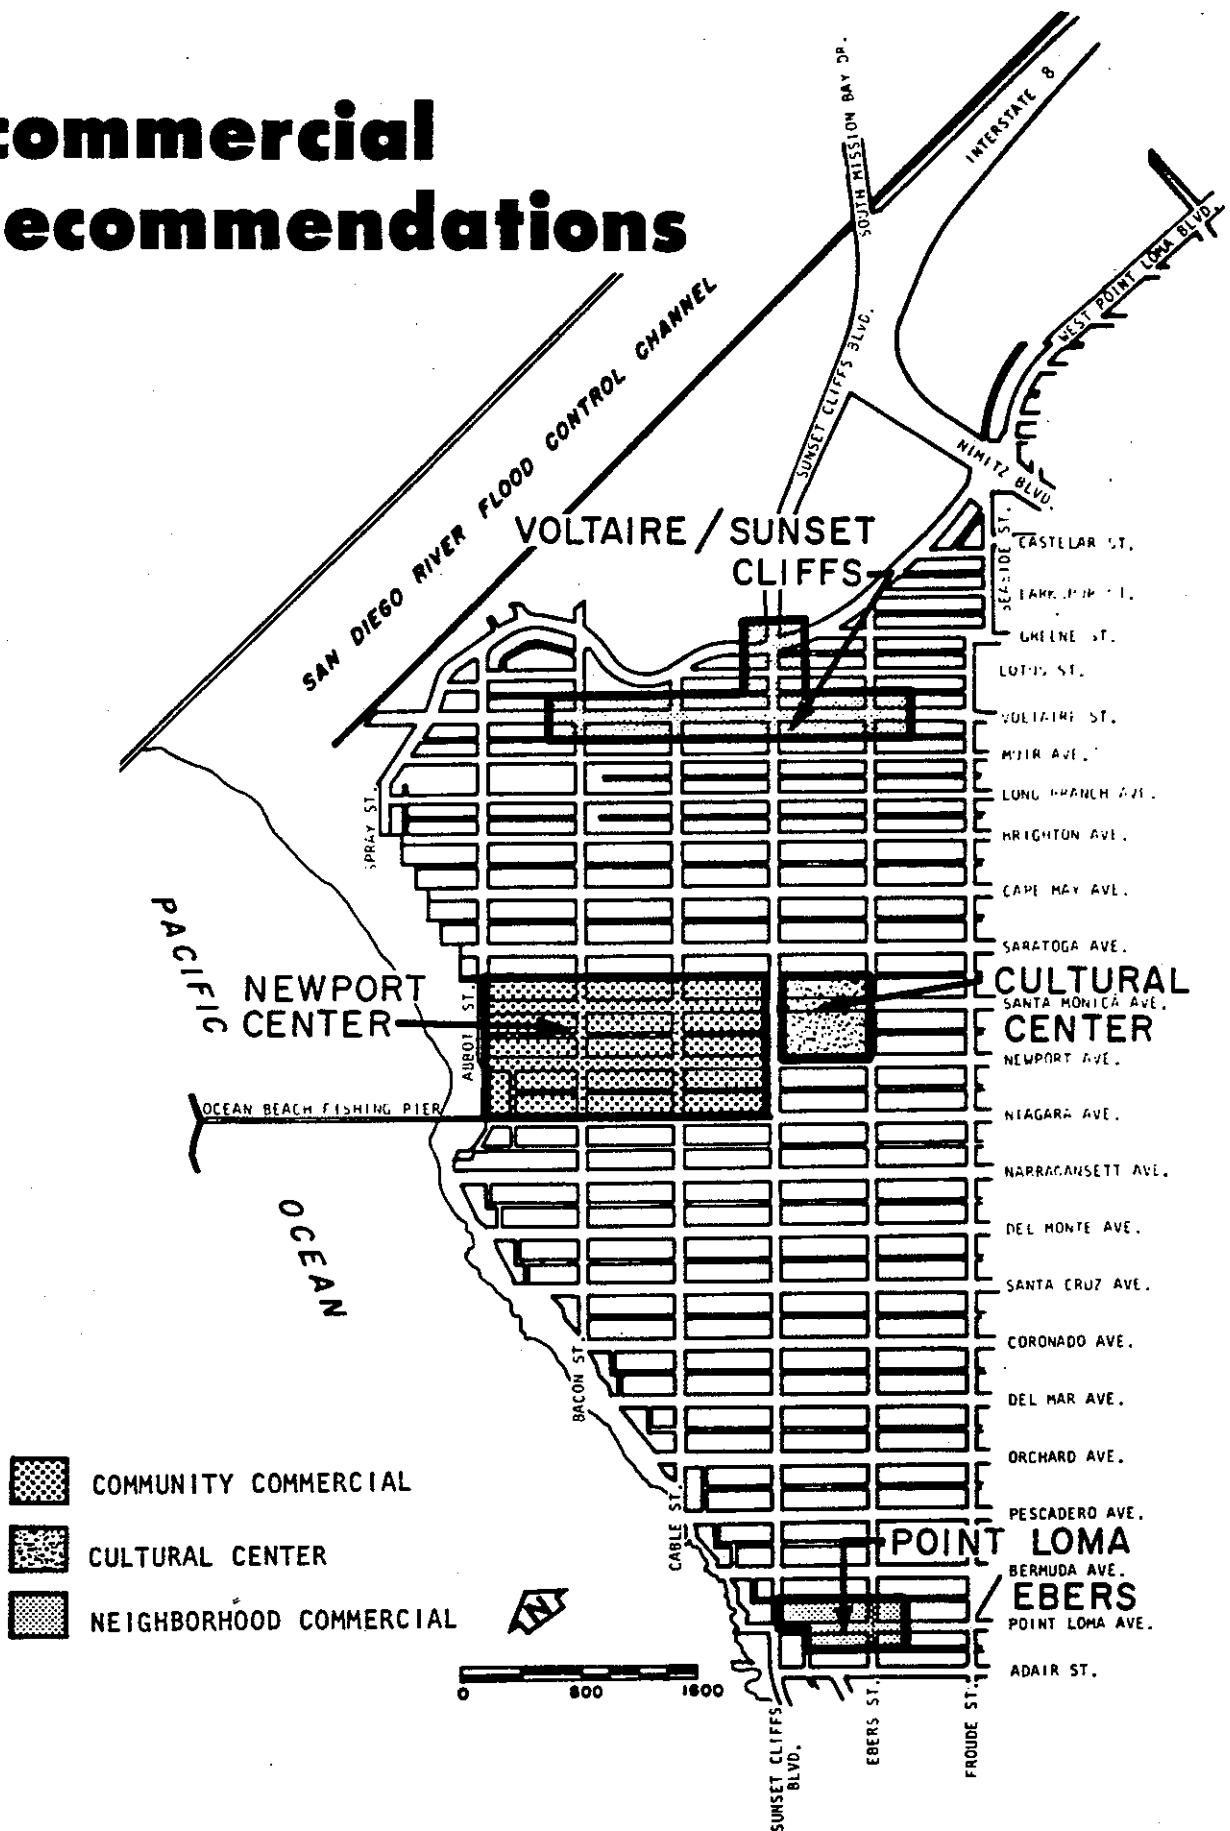 commercial
ecommendations
SOUTH MISSION BAY DR.
INTERSTATE 8
WEST POINT LOMA BLVD.
SAN DIEGO RIVER FLOOD CONTROL CHANNEL
SUNSET CLIFFS BLVD.
NIMITZ BLVD.
VOLTAIRE / SUNSET
CLIFFS
SEASIDE ST.
CASTELAR ST.
GREENE ST.
LOTUS ST.
VOLTAIRE ST.
MUIR AVE.
LONG BRANCH AVE.
BRIGHTON AVE.
SPRAY ST.
CAPE MAY AVE.
SARATOGA AVE.
PACIFIC
OCEAN
NEWPORT
CENTER
ABBOT ST.
CULTURAL
SANTA MONICA AVE.
CENTER
NEWPORT AVE.
OCEAN BEACH FISHING PIER
NIAGARA AVE.
NARRAGANSETT AVE.
DEL MONTE AVE.
SANTA CRUZ AVE.
CORONADO AVE.
BACON ST.
DEL MAR AVE.
ORCHARD AVE.
PESCADERO AVE.
CABLE ST.
POINT LOMA
BERMUDA AVE.
EBERS
POINT LOMA AVE.
ADAIR ST.
COMMUNITY COMMERCIAL
CULTURAL CENTER
NEIGHBORHOOD COMMERCIAL
N
0 800 1600
SUNSET CLIFFS
BLVD.
EBERS ST.
FROUDE ST.